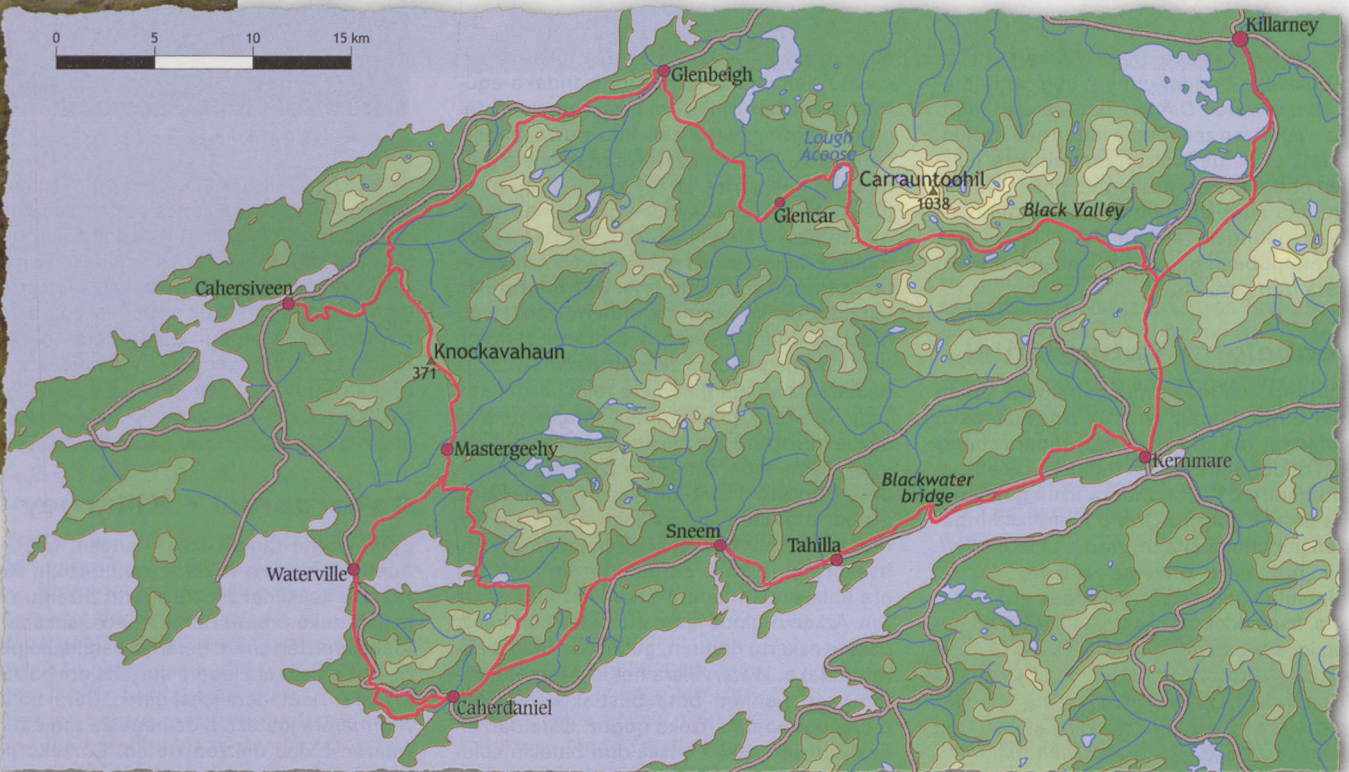 0 5 10 15 km
Killarney
Glenbeigh
Lough
Acoose
Carrauntoohil
1038
Glencar
Black Valley
Cahersiveen
Knockavahaun
371
Mastergeehy
Kernmare
Blackwater
bridge
Sneem
Tahilla
Waterville
Caherdaniel